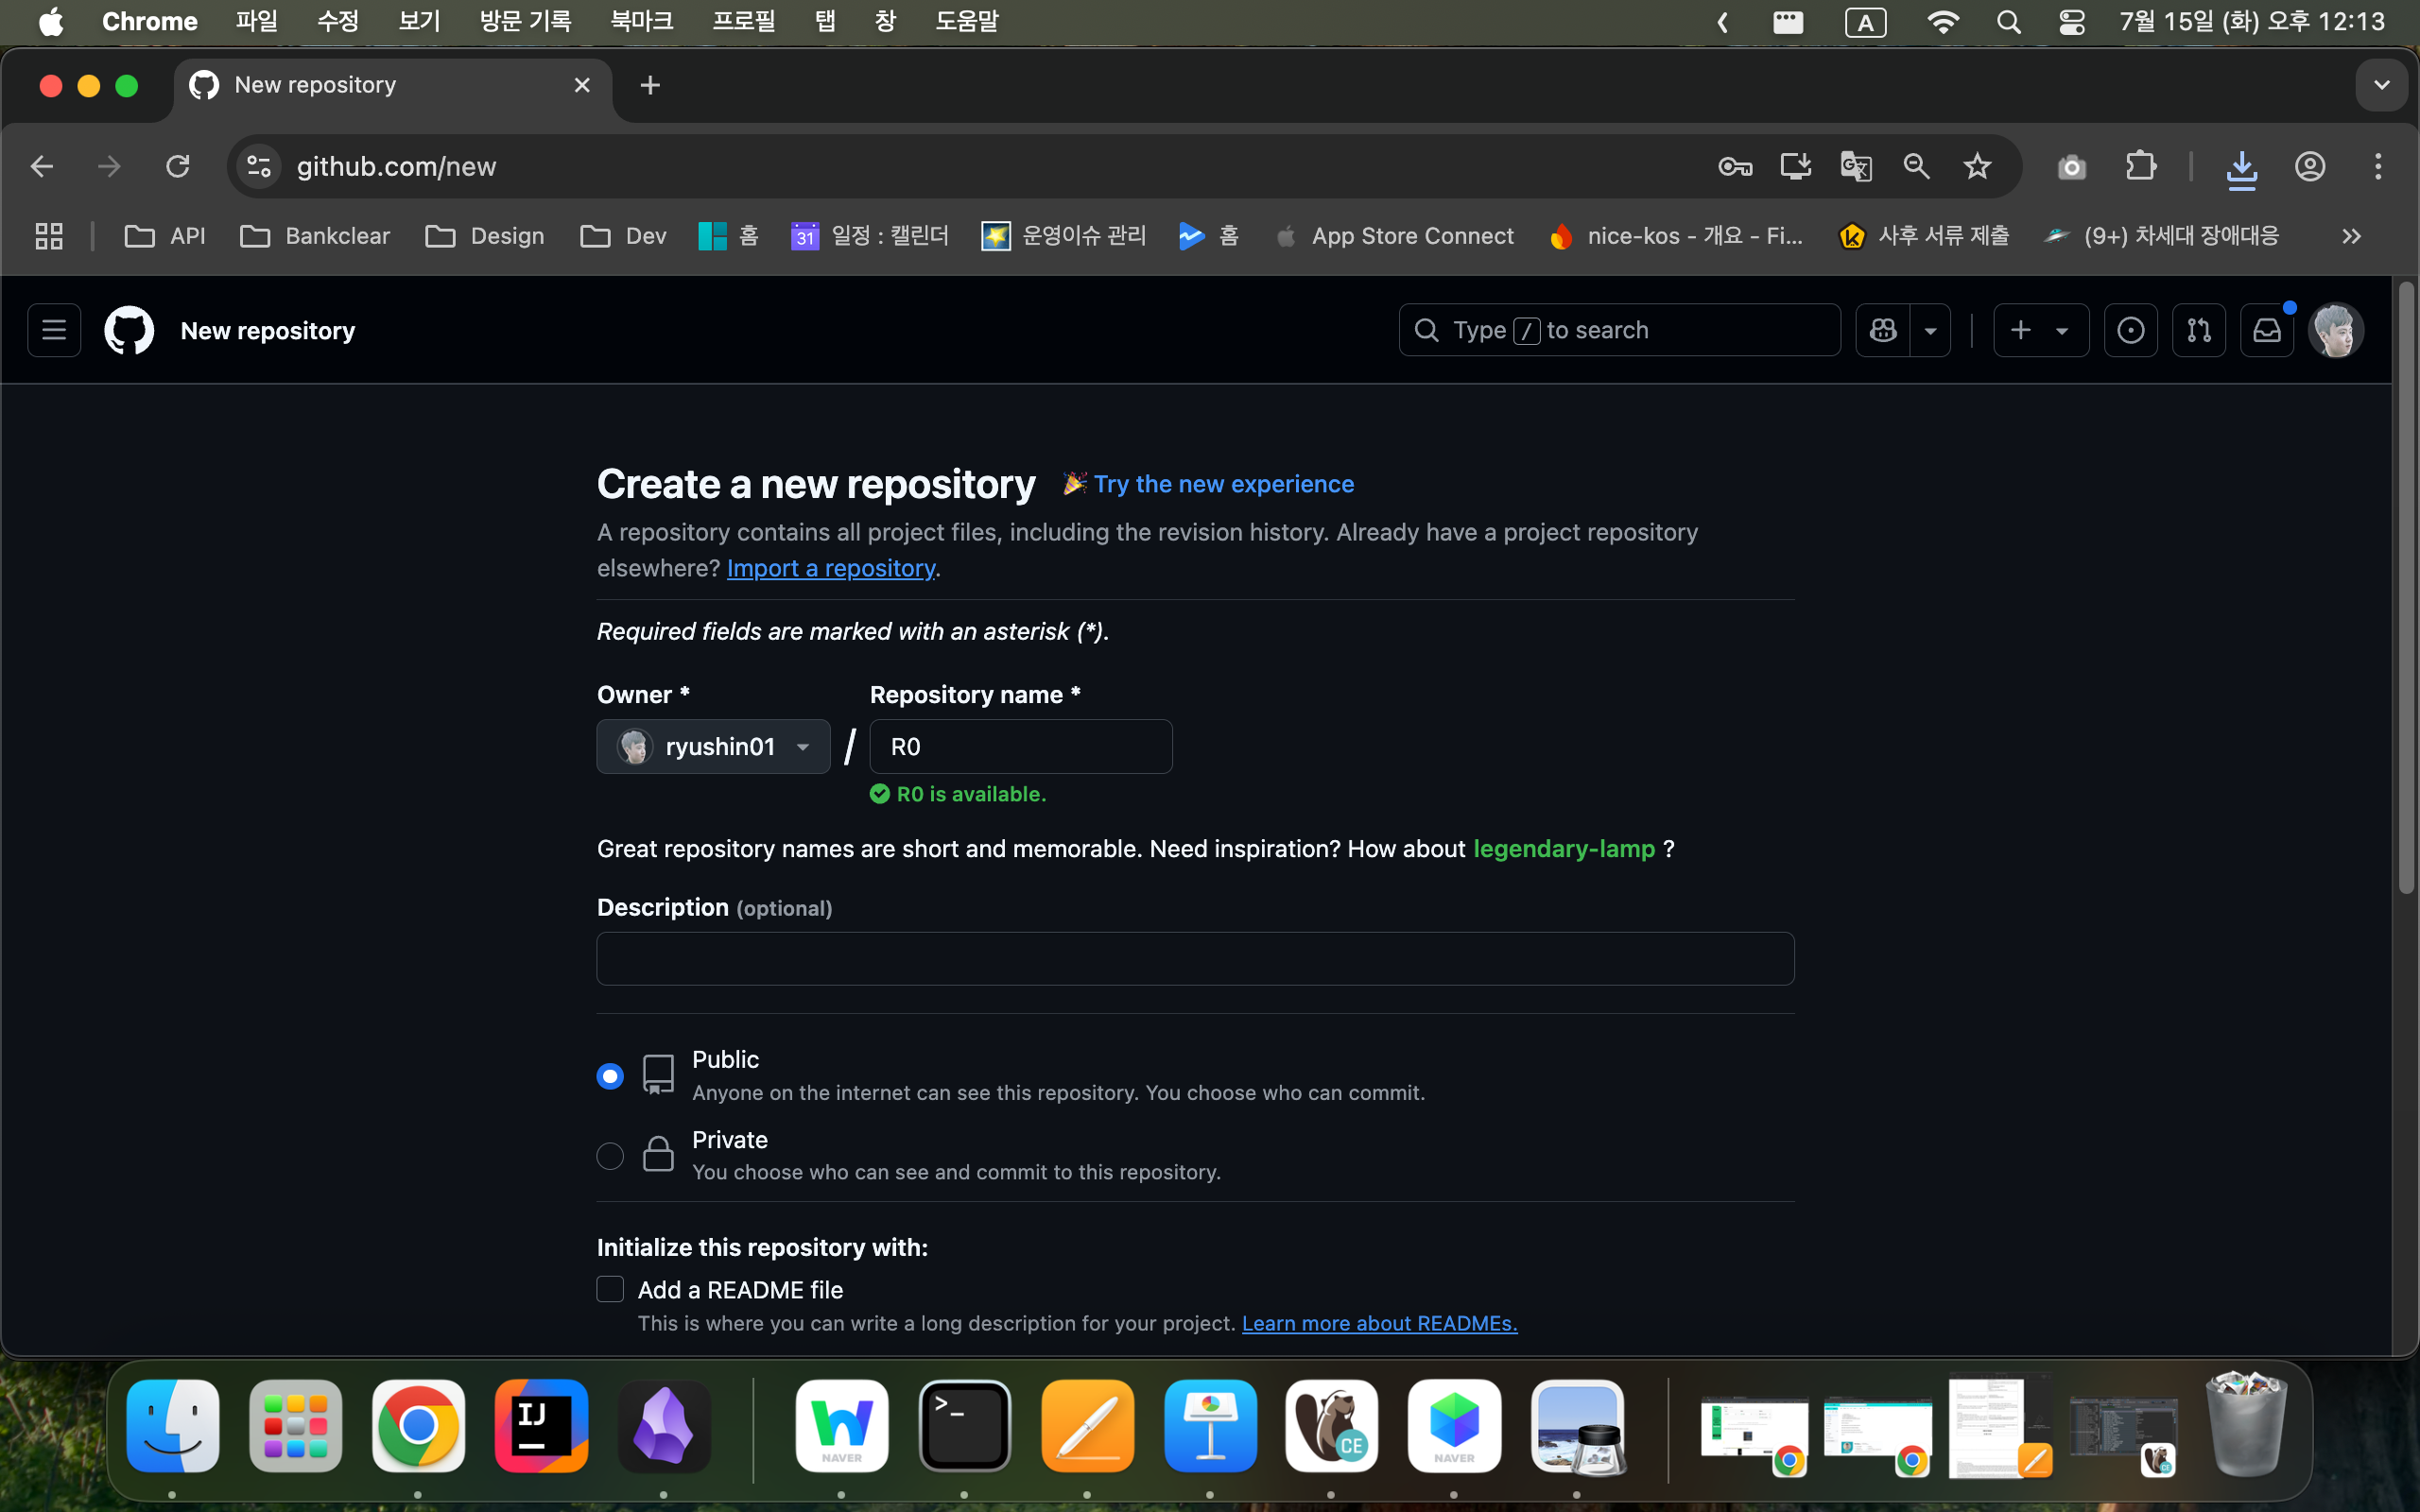 Chrome 파일 수정 보기 방문 기록 북마크 프로필 탭 창 도움말 A 7월 15일 (화) 오후 12:13
New repository
github.com/new
API Bankclear Design Dev 홈 31 일정 : 캘린더 운영이슈 관리 홈 App Store Connect nice-kos - 개요 - Fi... 사후 서류 제출 (9+) 차세대 장애대응
New repository Type / to search
Create a new repository Try the new experience
A repository contains all project files, including the revision history. Already have a project repository
elsewhere? Import a repository.
Required fields are marked with an asterisk (*).
Owner * Repository name *
ryushin01 / R0
R0 is available.
Great repository names are short and memorable. Need inspiration? How about legendary-lamp ?
Description (optional)
Public
Anyone on the internet can see this repository. You choose who can commit.
Private
You choose who can see and commit to this repository.
Initialize this repository with:
Add a README file
This is where you can write a long description for your project. Learn more about READMEs.
IJ NAVER >_ CE NAVER